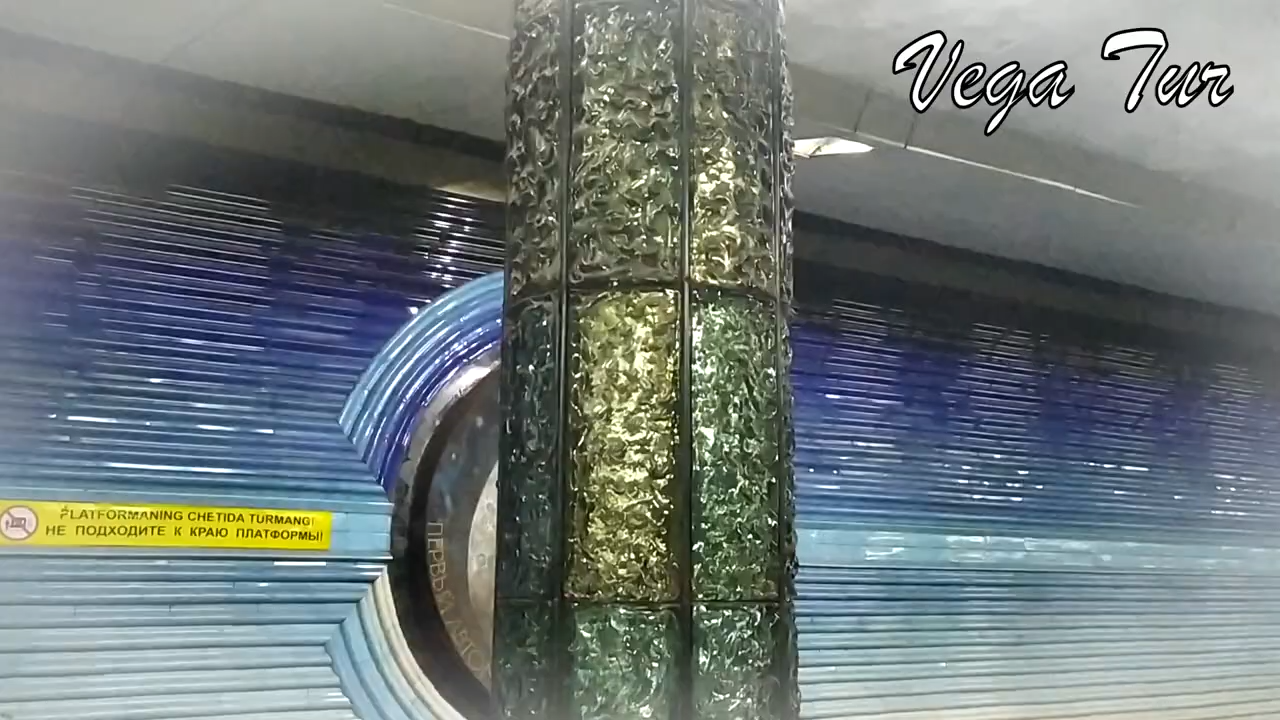 Vega Tur
PLATFORMANING CHETIDA TURMANG!
НЕ ПОДХОДИТЕ К КРАЮ ПЛАТФОРМЫ!